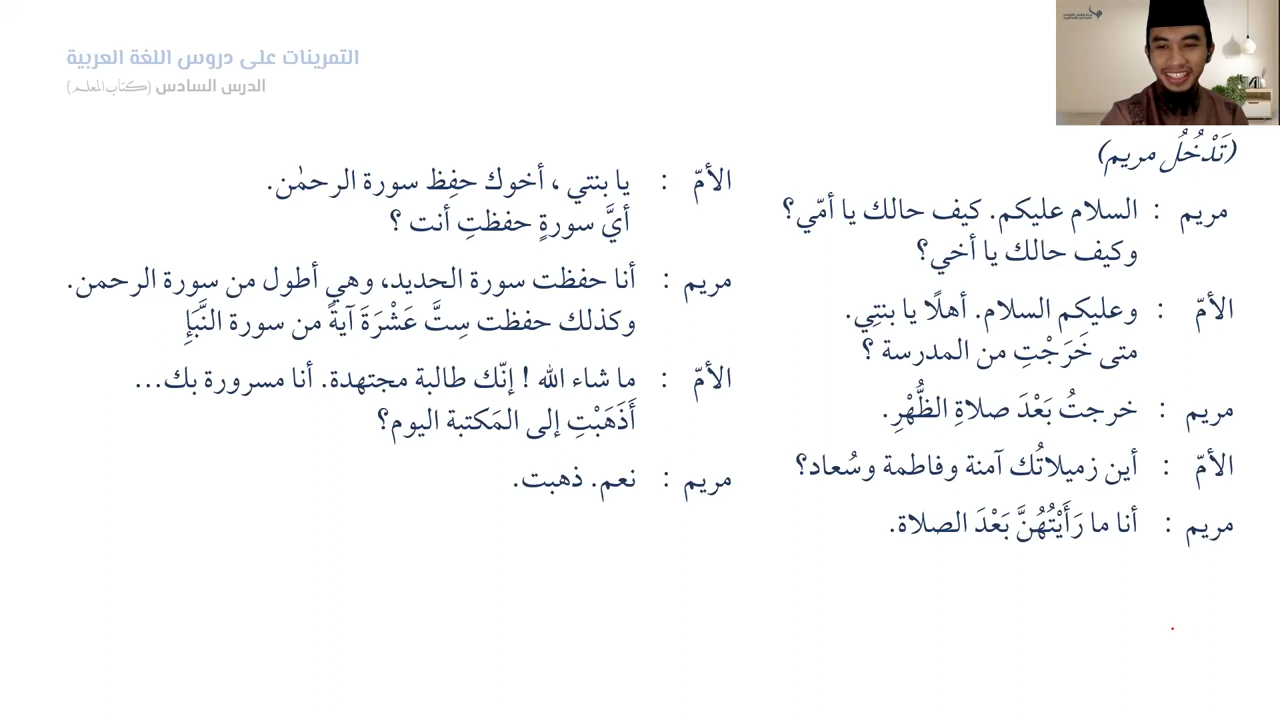 التمرينات على دروس اللغة العربية
الدرس السادس (كتاب المعلم)
(تَدْخُلُ مريم)
مريم : السلام عليكم. كيف حالك يا أمّي؟
وكيف حالك يا أخي؟
الأمّ : وعليكم السلام. أهلًا يا بنتِي.
متى خَرَجْتِ من المدرسة ؟
مريم : خرجتُ بَعْدَ صلاةِ الظُّهْرِ.
الأمّ : أين زميلاتُك آمنة وفاطمة وسُعاد؟
مريم : أنا ما رَأَيْتُهُنَّ بَعْدَ الصلاة.
الأمّ : يا بنتي ، أخوك حفِظ سورة الرحمٰن.
أيَّ سورةٍ حفظتِ أنت ؟
مريم : أنا حفظت سورة الحديد، وهي أطول من سورة الرحمن.
وكذلك حفظت سِتَّ عَشْرَةَ آيةً من سورة النَّبَإِ
الأمّ : ما شاء الله ! إنّك طالبة مجتهدة. أنا مسرورة بك...
أَذَهَبْتِ إلى المَكتبة اليوم؟
مريم : نعم. ذهبت.